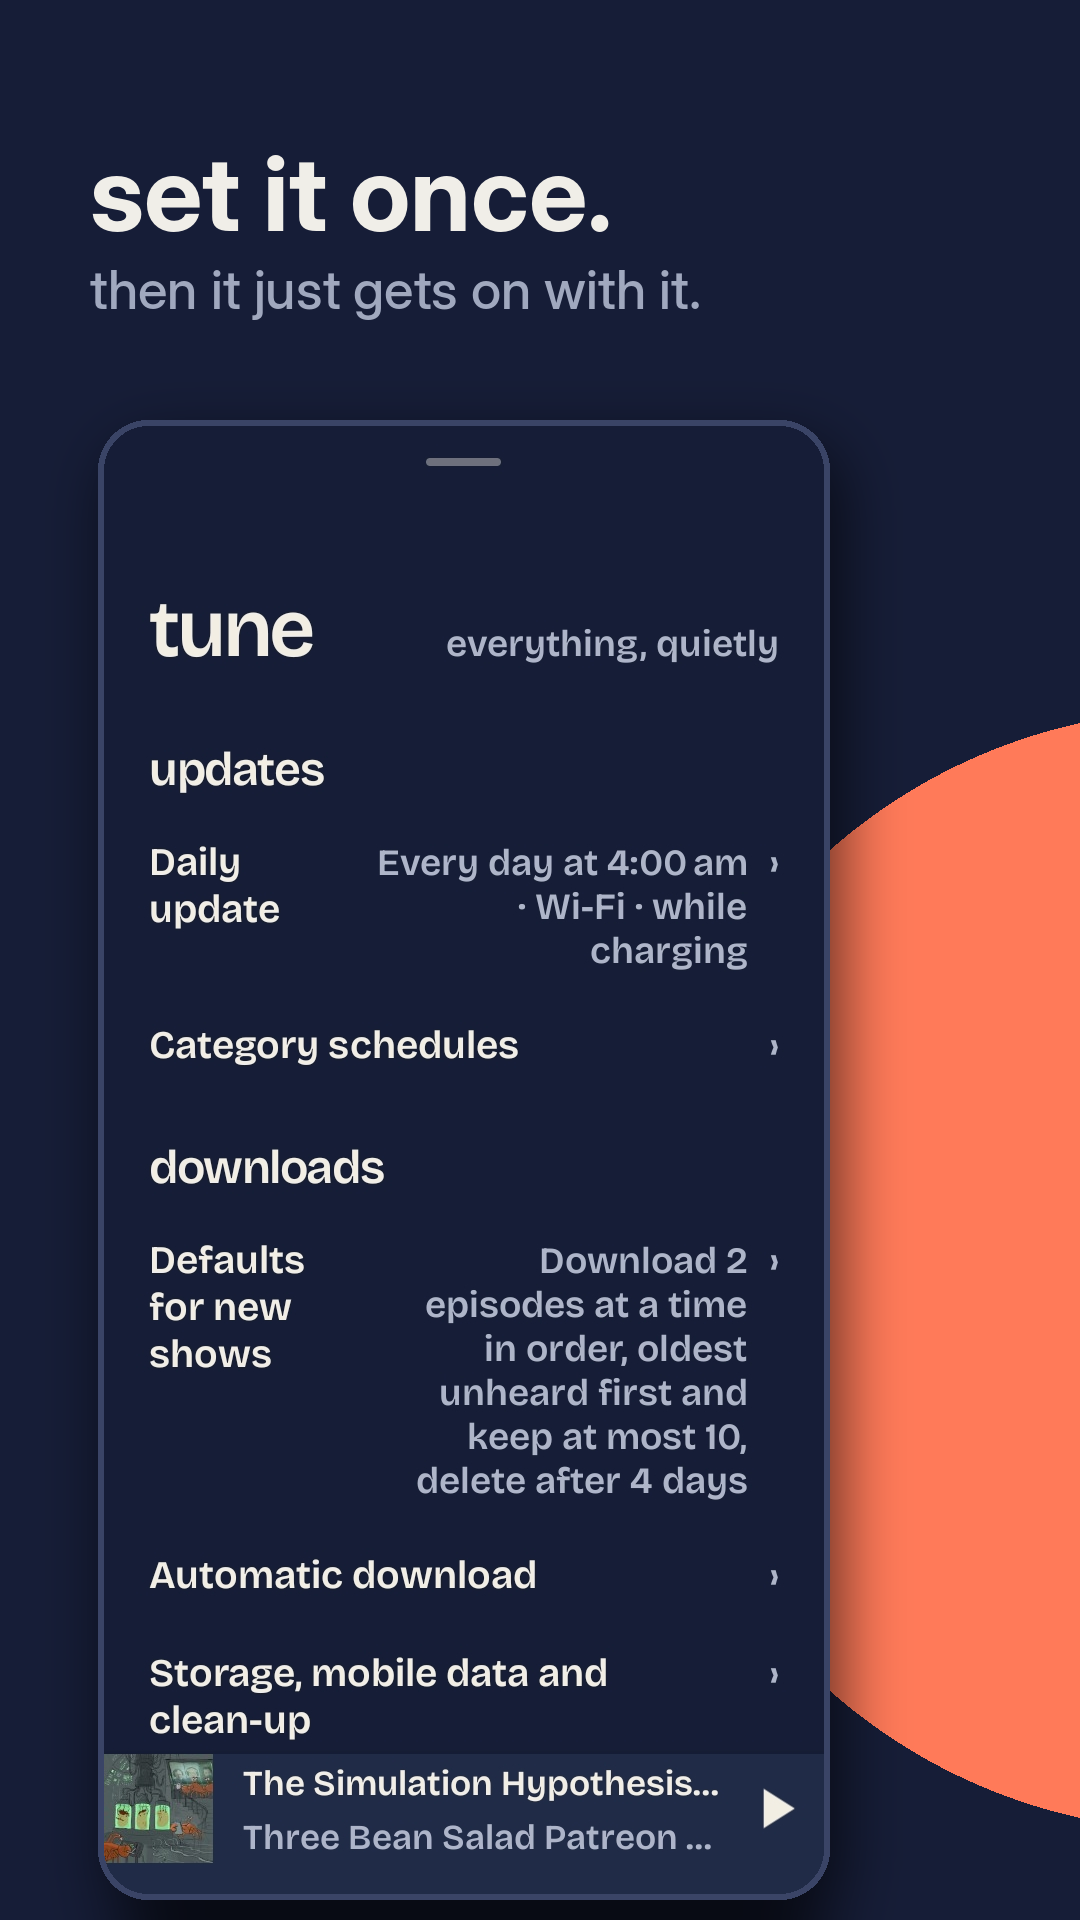 set it once.
then it just gets on with it.
tune
everything, quietly
updates
Daily
update
Every day at 4:00 am
· Wi-Fi · while
charging
Category schedules
downloads
Defaults
for new
shows
Download 2
episodes at a time
in order, oldest
unheard first and
keep at most 10,
delete after 4 days
Automatic download
Storage, mobile data and
clean-up
The Simulation Hypothesis...
Three Bean Salad Patreon ...